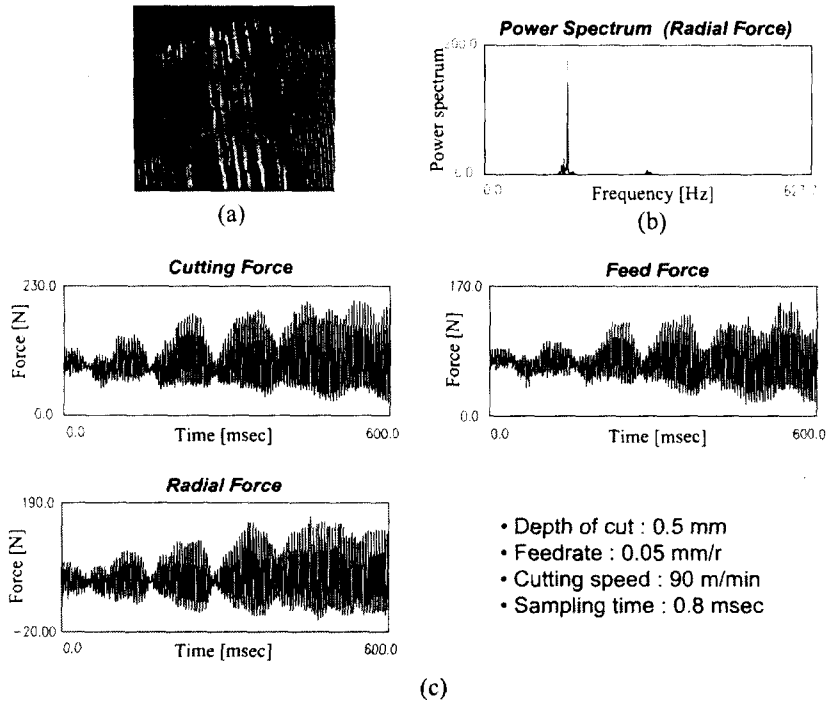 Power Spectrum (Radial Force)
Power spectrum
0.0
Frequency [Hz]
(a)
(b)
Cutting Force
230.0
Force [N]
0.0
0.0
Time [msec]
600.0
Feed Force
170.0
Force [N]
0.0
0.0
Time [msec]
600.0
Radial Force
190.0
Force [N]
-20.00
0.0
Time [msec]
600.0
• Depth of cut : 0.5 mm
• Feedrate : 0.05 mm/r
• Cutting speed : 90 m/min
• Sampling time : 0.8 msec
(c)